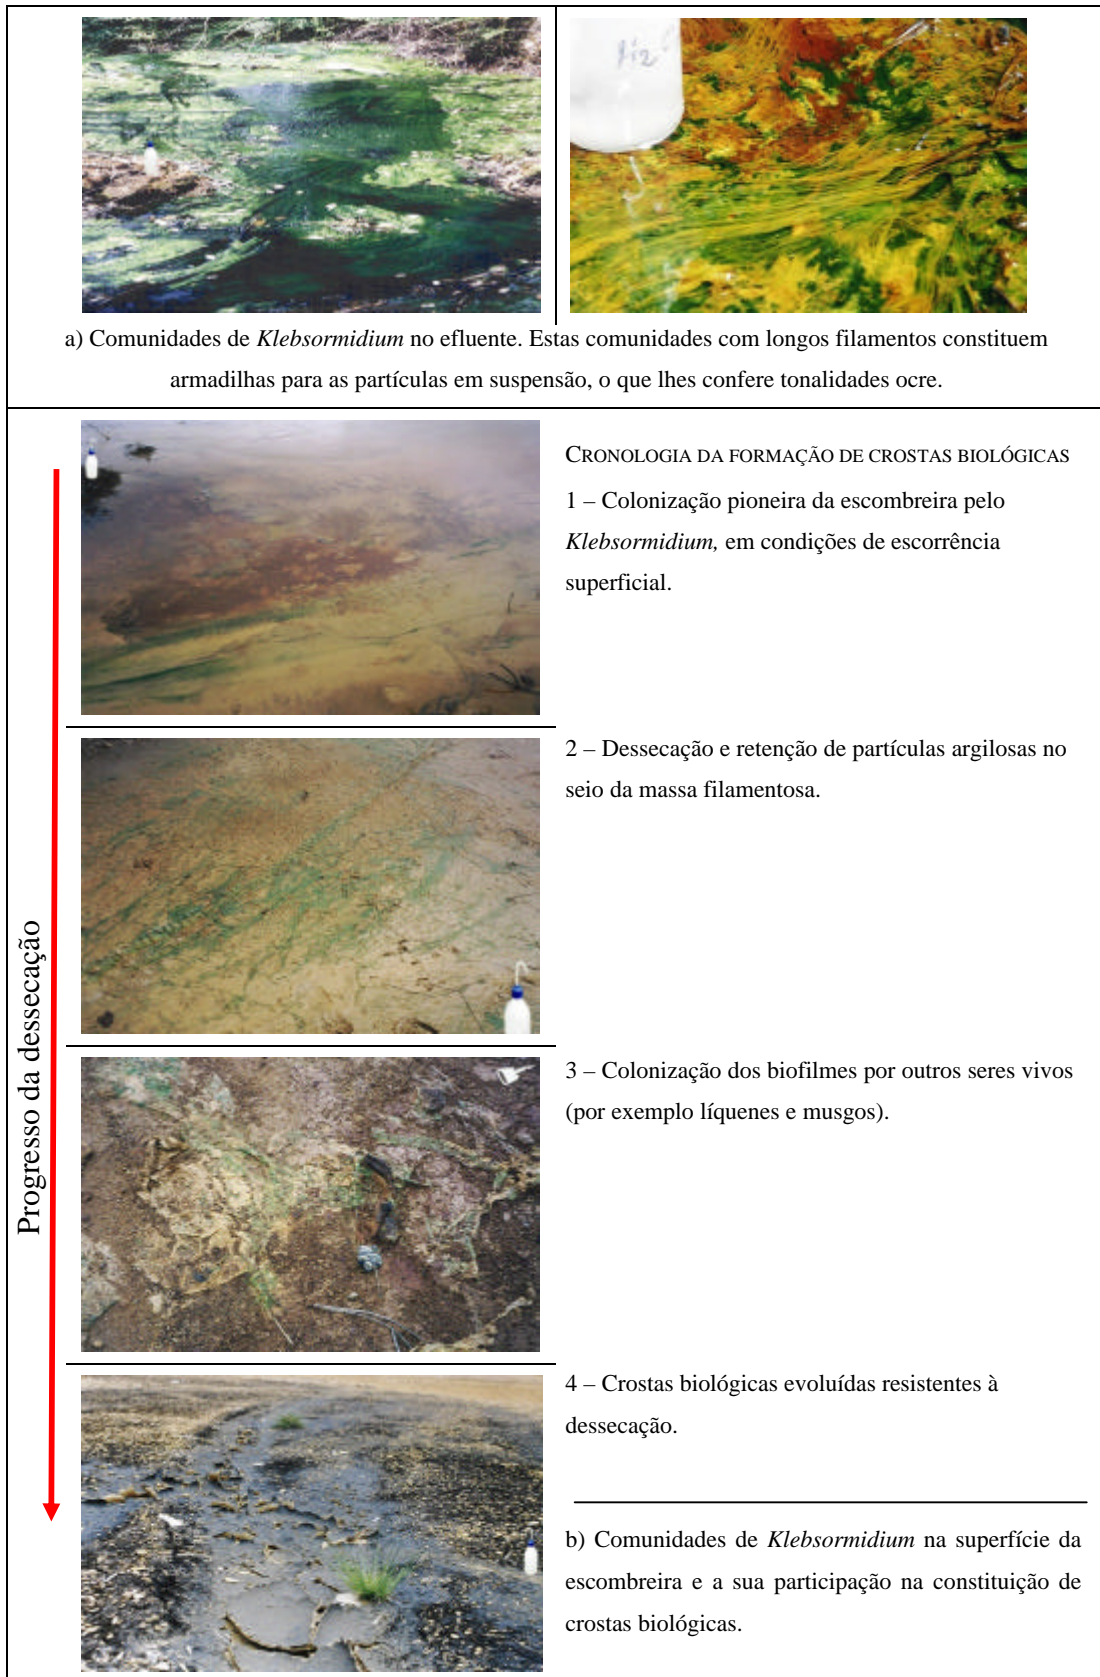 a) Comunidades de Klebsormidium no efluente. Estas comunidades com longos filamentos constituem
armadilhas para as partículas em suspensão, o que lhes confere tonalidades ocre.
Progresso da dessecação
CRONOLOGIA DA FORMAÇÃO DE CROSTAS BIOLÓGICAS
1 – Colonização pioneira da escombreira pelo
Klebsormidium, em condições de escorrência
superficial.
2 – Dessecação e retenção de partículas argilosas no
seio da massa filamentosa.
3 – Colonização dos biofilmes por outros seres vivos
(por exemplo líquenes e musgos).
4 – Crostas biológicas evoluídas resistentes à
dessecação.
b) Comunidades de Klebsormidium na superfície da
escombreira e a sua participação na constituição de
crostas biológicas.